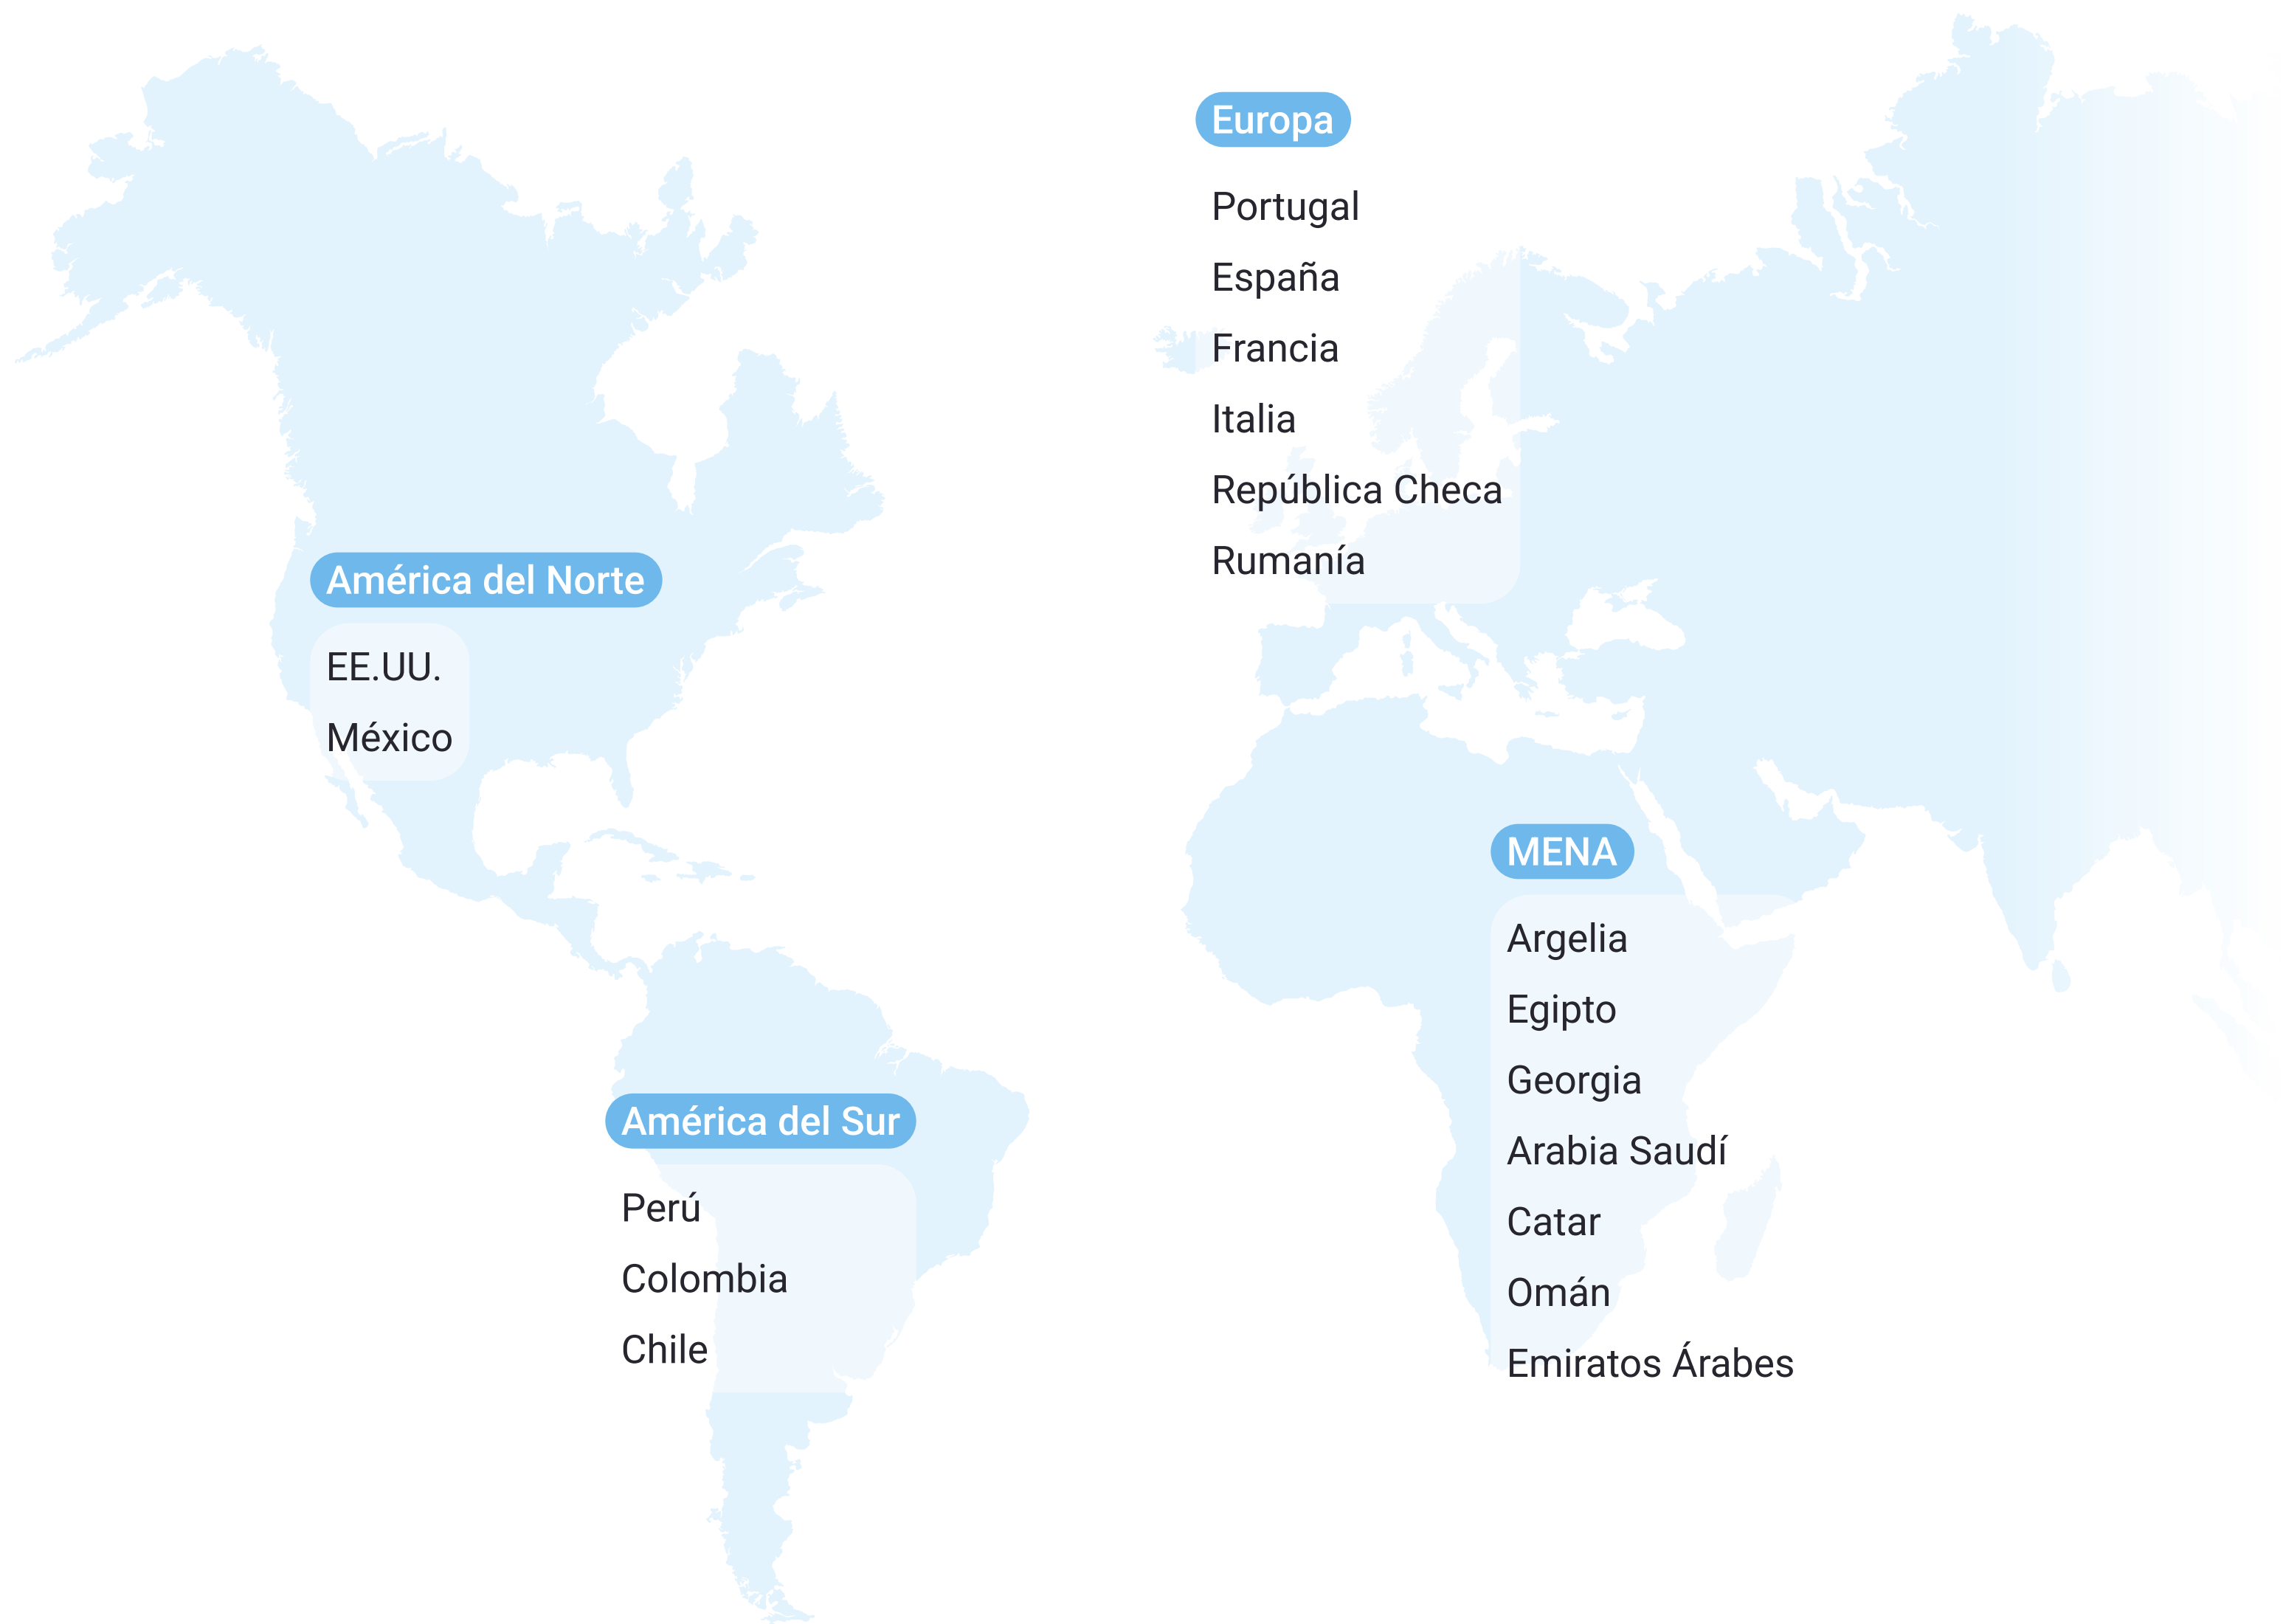 Europa
Portugal
España
Francia
Italia
República Checa
Rumanía
América del Norte
EE.UU.
México
MENA
Argelia
Egipto
Georgia
Arabia Saudí
Catar
Omán
Emiratos Árabes
América del Sur
Perú
Colombia
Chile